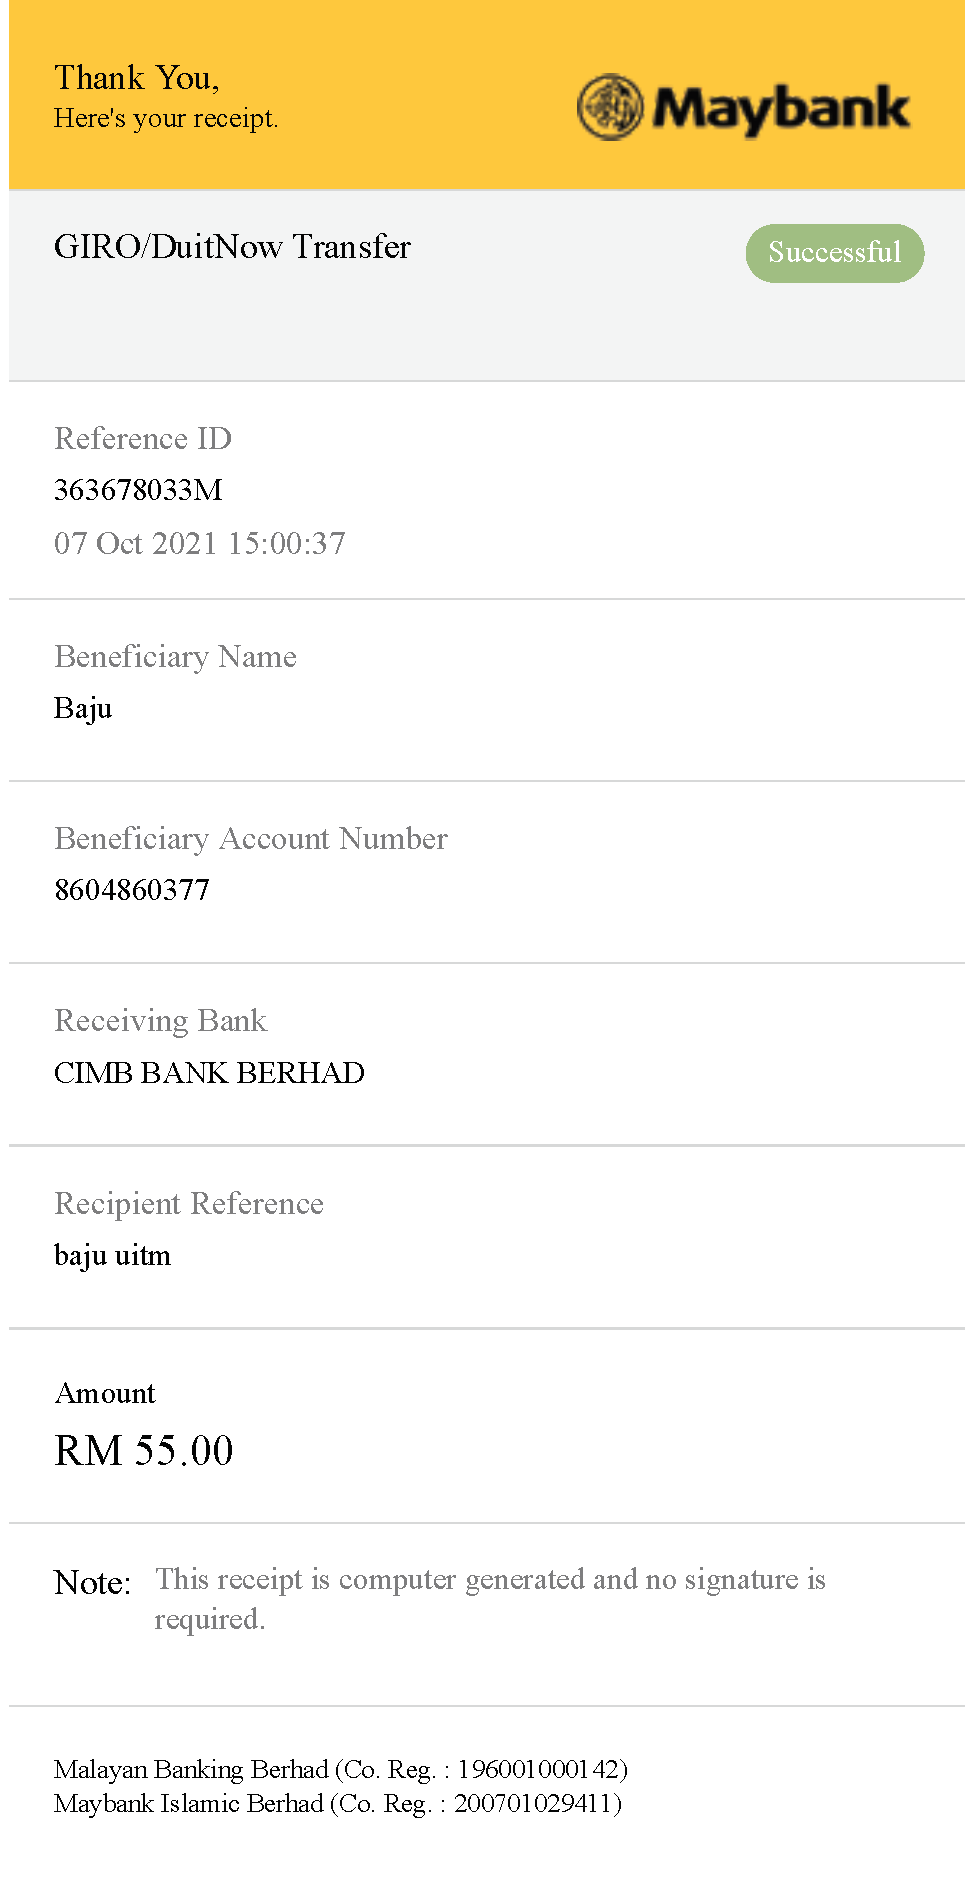 Thank You,
Here's your receipt.
Maybank
GIRO/DuitNow Transfer
Successful
Reference ID
363678033M
07 Oct 2021 15:00:37
Beneficiary Name
Baju
Beneficiary Account Number
8604860377
Receiving Bank
CIMB BANK BERHAD
Recipient Reference
baju uitm
Amount
RM 55.00
Note: This receipt is computer generated and no signature is
required.
Malayan Banking Berhad (Co. Reg. : 196001000142)
Maybank Islamic Berhad (Co. Reg. : 200701029411)